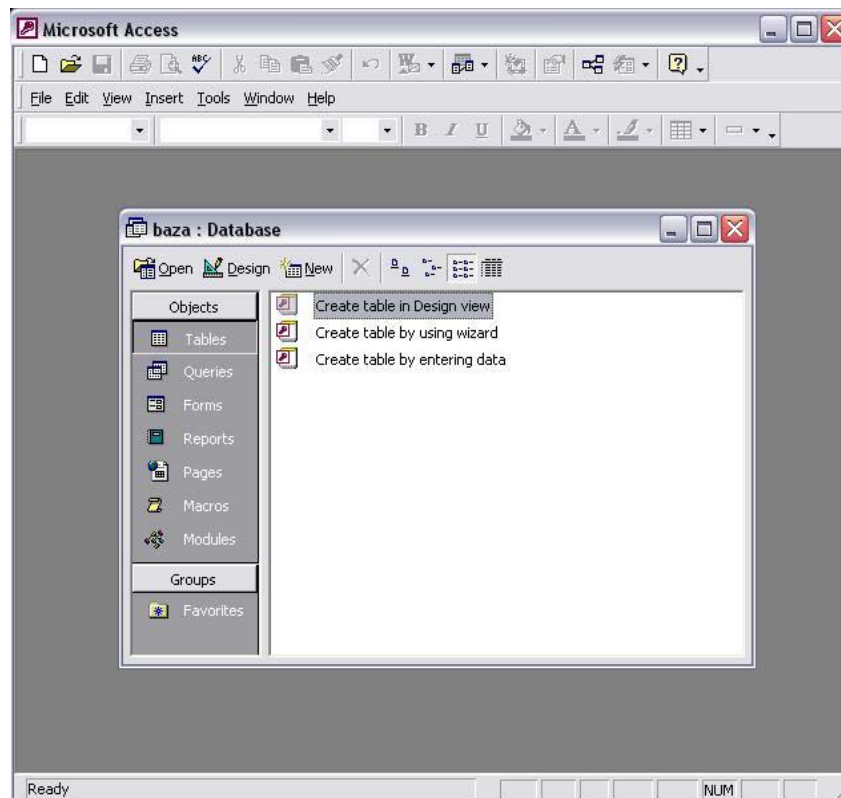 Microsoft Access
ABC
File Edit View Insert Tools Window Help
B I U A
baza : Database
Open Design New
Objects
Tables
Queries
Forms
Reports
Pages
Macros
Modules
Groups
Favorites
Create table in Design view
Create table by using wizard
Create table by entering data
Ready NUM